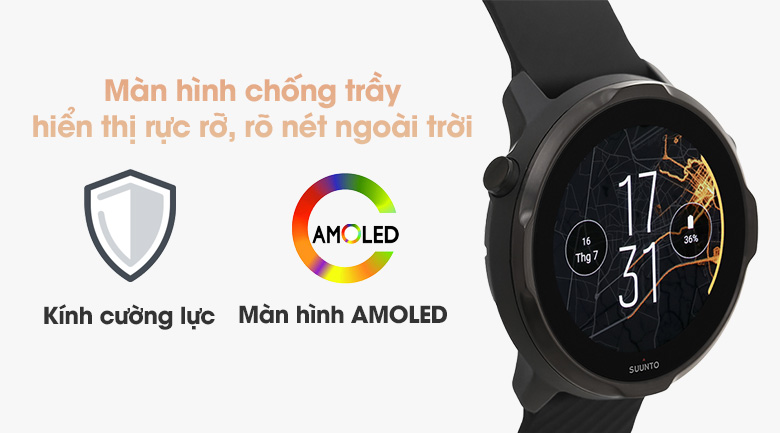 Màn hình chống trầy
hiển thị rực rỡ, rõ nét ngoài trời
AMOLED
Kính cường lực
Màn hình AMOLED
17
31
16
Thg 7
36%
SUUNTO